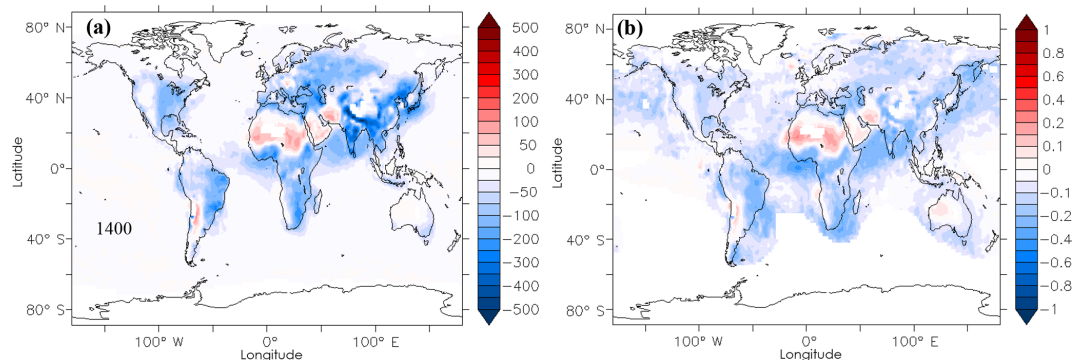 (a)
80° N
40° N
0°
40° S
80° S
Latitude
100° W
0°
100° E
Longitude
1400
500
400
300
200
100
50
0
−50
−100
−200
−300
−400
−500
(b)
80° N
40° N
0°
40° S
80° S
Latitude
100° W
0°
100° E
Longitude
1
0.8
0.6
0.4
0.2
0.1
0
−0.1
−0.2
−0.4
−0.6
−0.8
−1